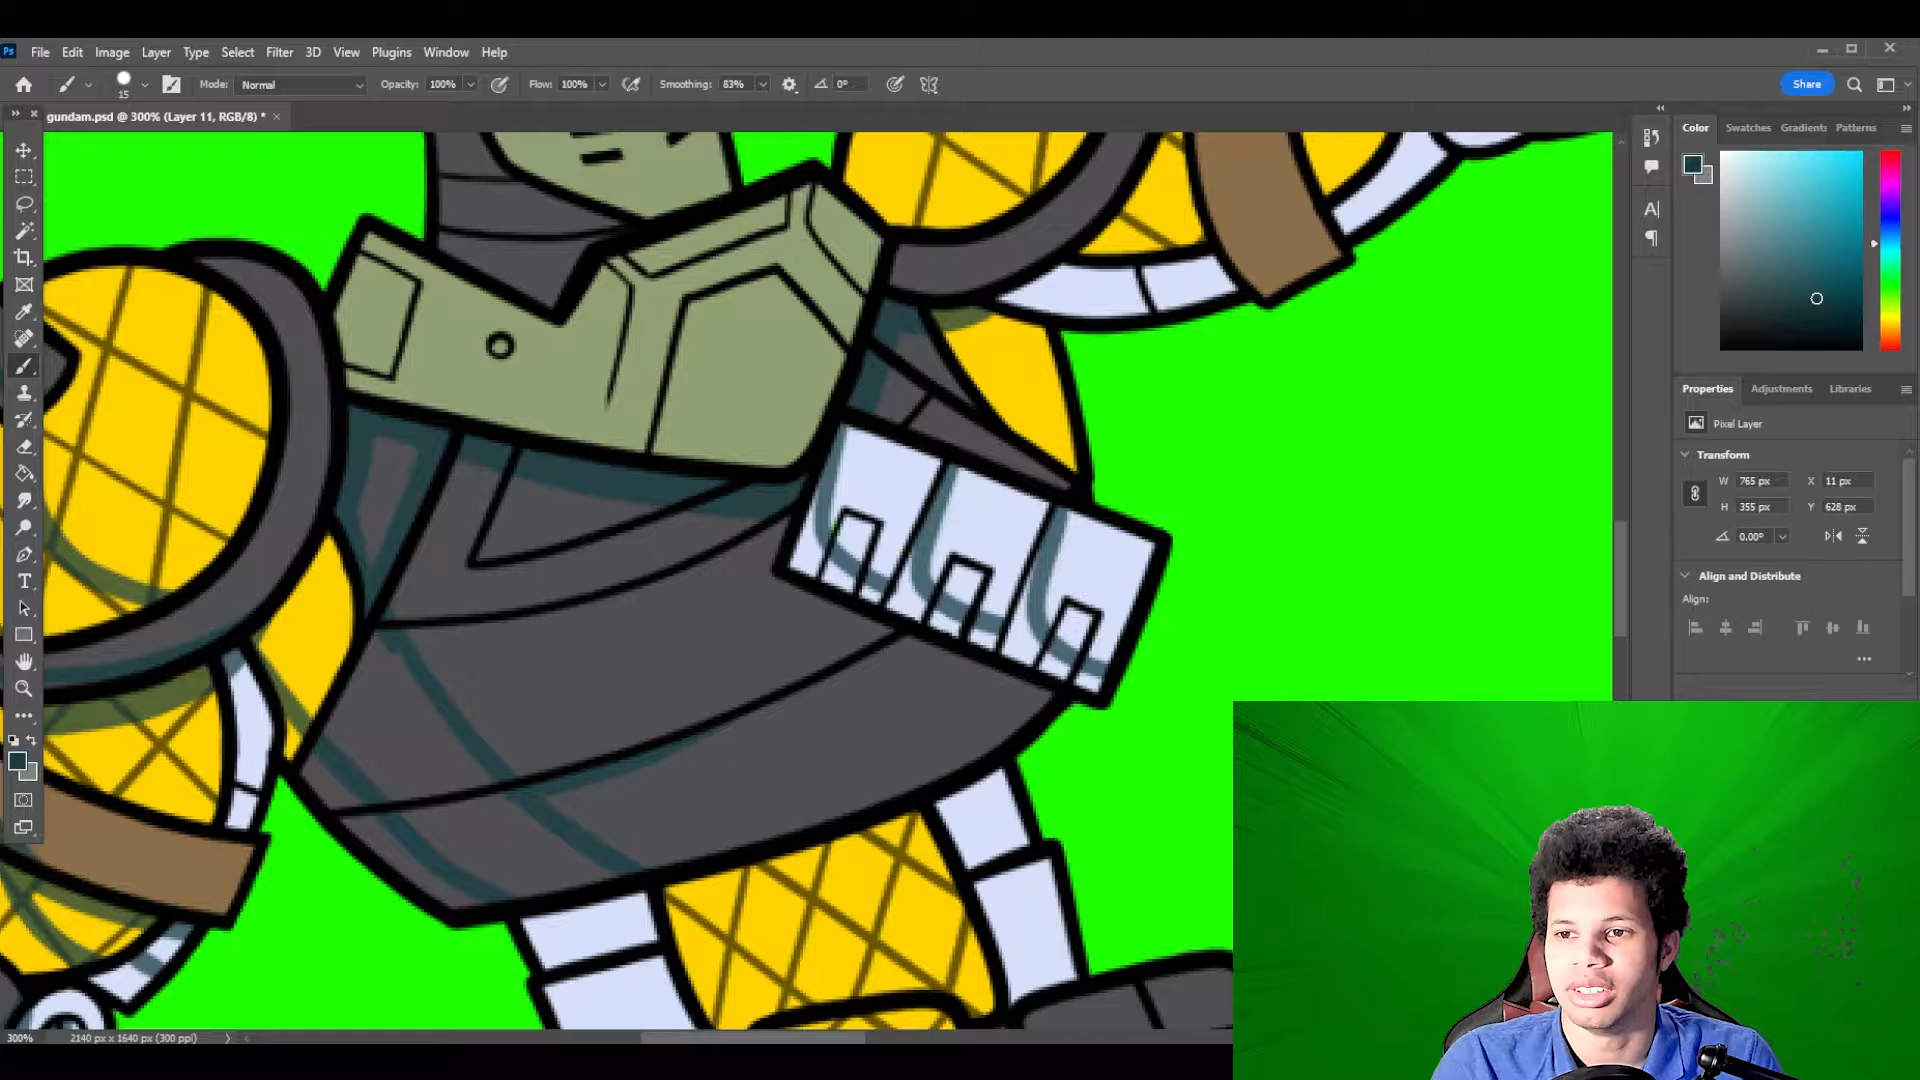 Ps File Edit Image Layer Type Select Filter 3D View Plugins Window Help
15 Mode: Normal Opacity: 100% Flow: 100% Smoothing: 83% 0° Share
gundam.psd @ 300% (Layer 11, RGB/8) * ×
Color Swatches Gradients Patterns
Properties Adjustments Libraries
Pixel Layer
Transform
W 765 px X 11 px
H 355 px Y 628 px
0.00°
Align and Distribute
Align:
300% 2140 px x 1640 px (300 ppi)